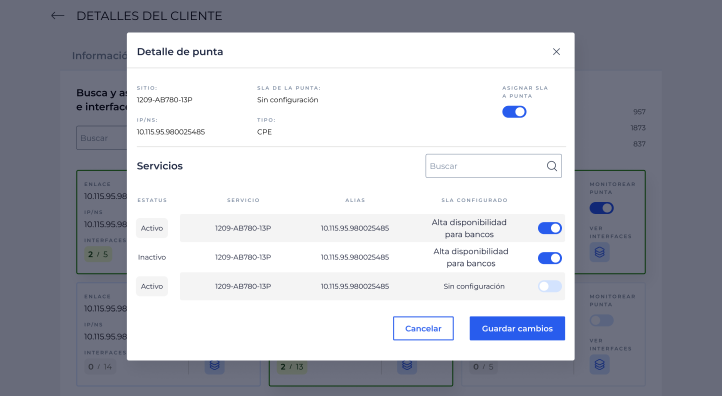 DETALLES DEL CLIENTE
Informació
Busca y as
e interfac
Buscar
957
1873
837
ENLACE
10.115.95.98
IP/NS
10.115.95.98
INTERFACES
2 / 5
MONITOREAR
PUNTA
VER
INTERFACES
ENLACE
10.115.95.98
IP/NS
10.115.95.98
INTERFACES
0 / 14
2 / 13
0 / 5
MONITOREAR
PUNTA
VER
INTERFACES
Detalle de punta
SITIO:
1209-AB780-13P
SLA DE LA PUNTA:
Sin configuración
ASIGNAR SLA
A PUNTA
IP/NS:
10.115.95.980025485
TIPO:
CPE
Servicios
Buscar
ESTATUS SERVICIO ALIAS SLA CONFIGURADO
Activo 1209-AB780-13P 10.115.95.980025485 Alta disponibilidad
para bancos
Inactivo 1209-AB780-13P 10.115.95.980025485 Alta disponibilidad
para bancos
Activo 1209-AB780-13P 10.115.95.980025485 Sin configuración
Cancelar
Guardar cambios